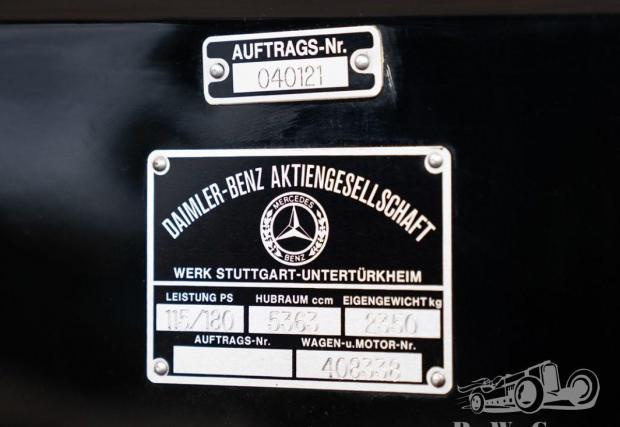 AUFTRAGS-Nr.
040121
DAIMLER-BENZ AKTIENGESELLSCHAFT
MERCEDES
BENZ
WERK STUTTGART-UNTERTÜRKHEIM
LEISTUNG PS HUBRAUM ccm EIGENGEWICHT kg
115/180 5363 2350
AUFTRAGS-Nr. WAGEN-u.MOTOR-Nr.
408338